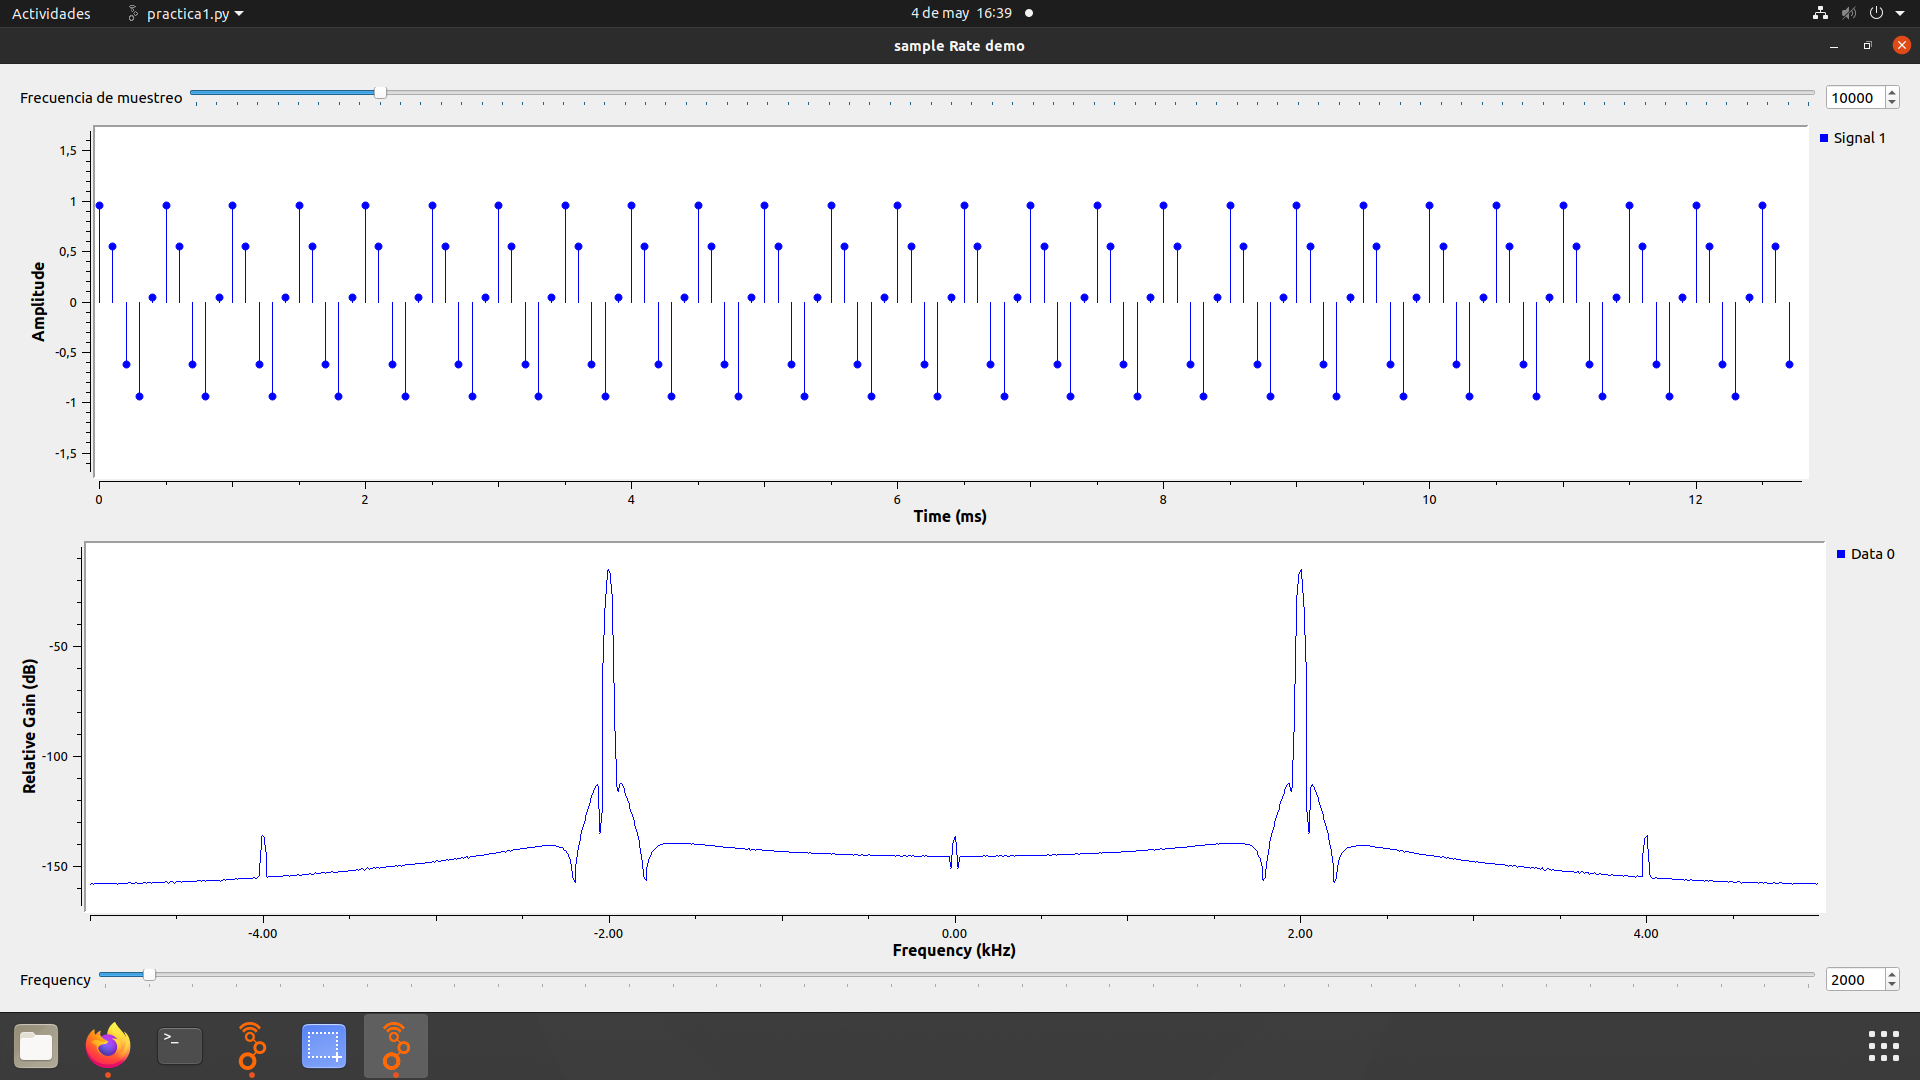 Actividades practica1.py 4 de may 16:39
sample Rate demo
Frecuencia de muestreo 10000
Signal 1
1,5
1
0,5
0
-0,5
-1
-1,5
Amplitude
0 2 4 6 8 10 12
Time (ms)
Data 0
-50
-100
-150
Relative Gain (dB)
-4.00 -2.00 0.00 2.00 4.00
Frequency (kHz)
Frequency 2000
>_